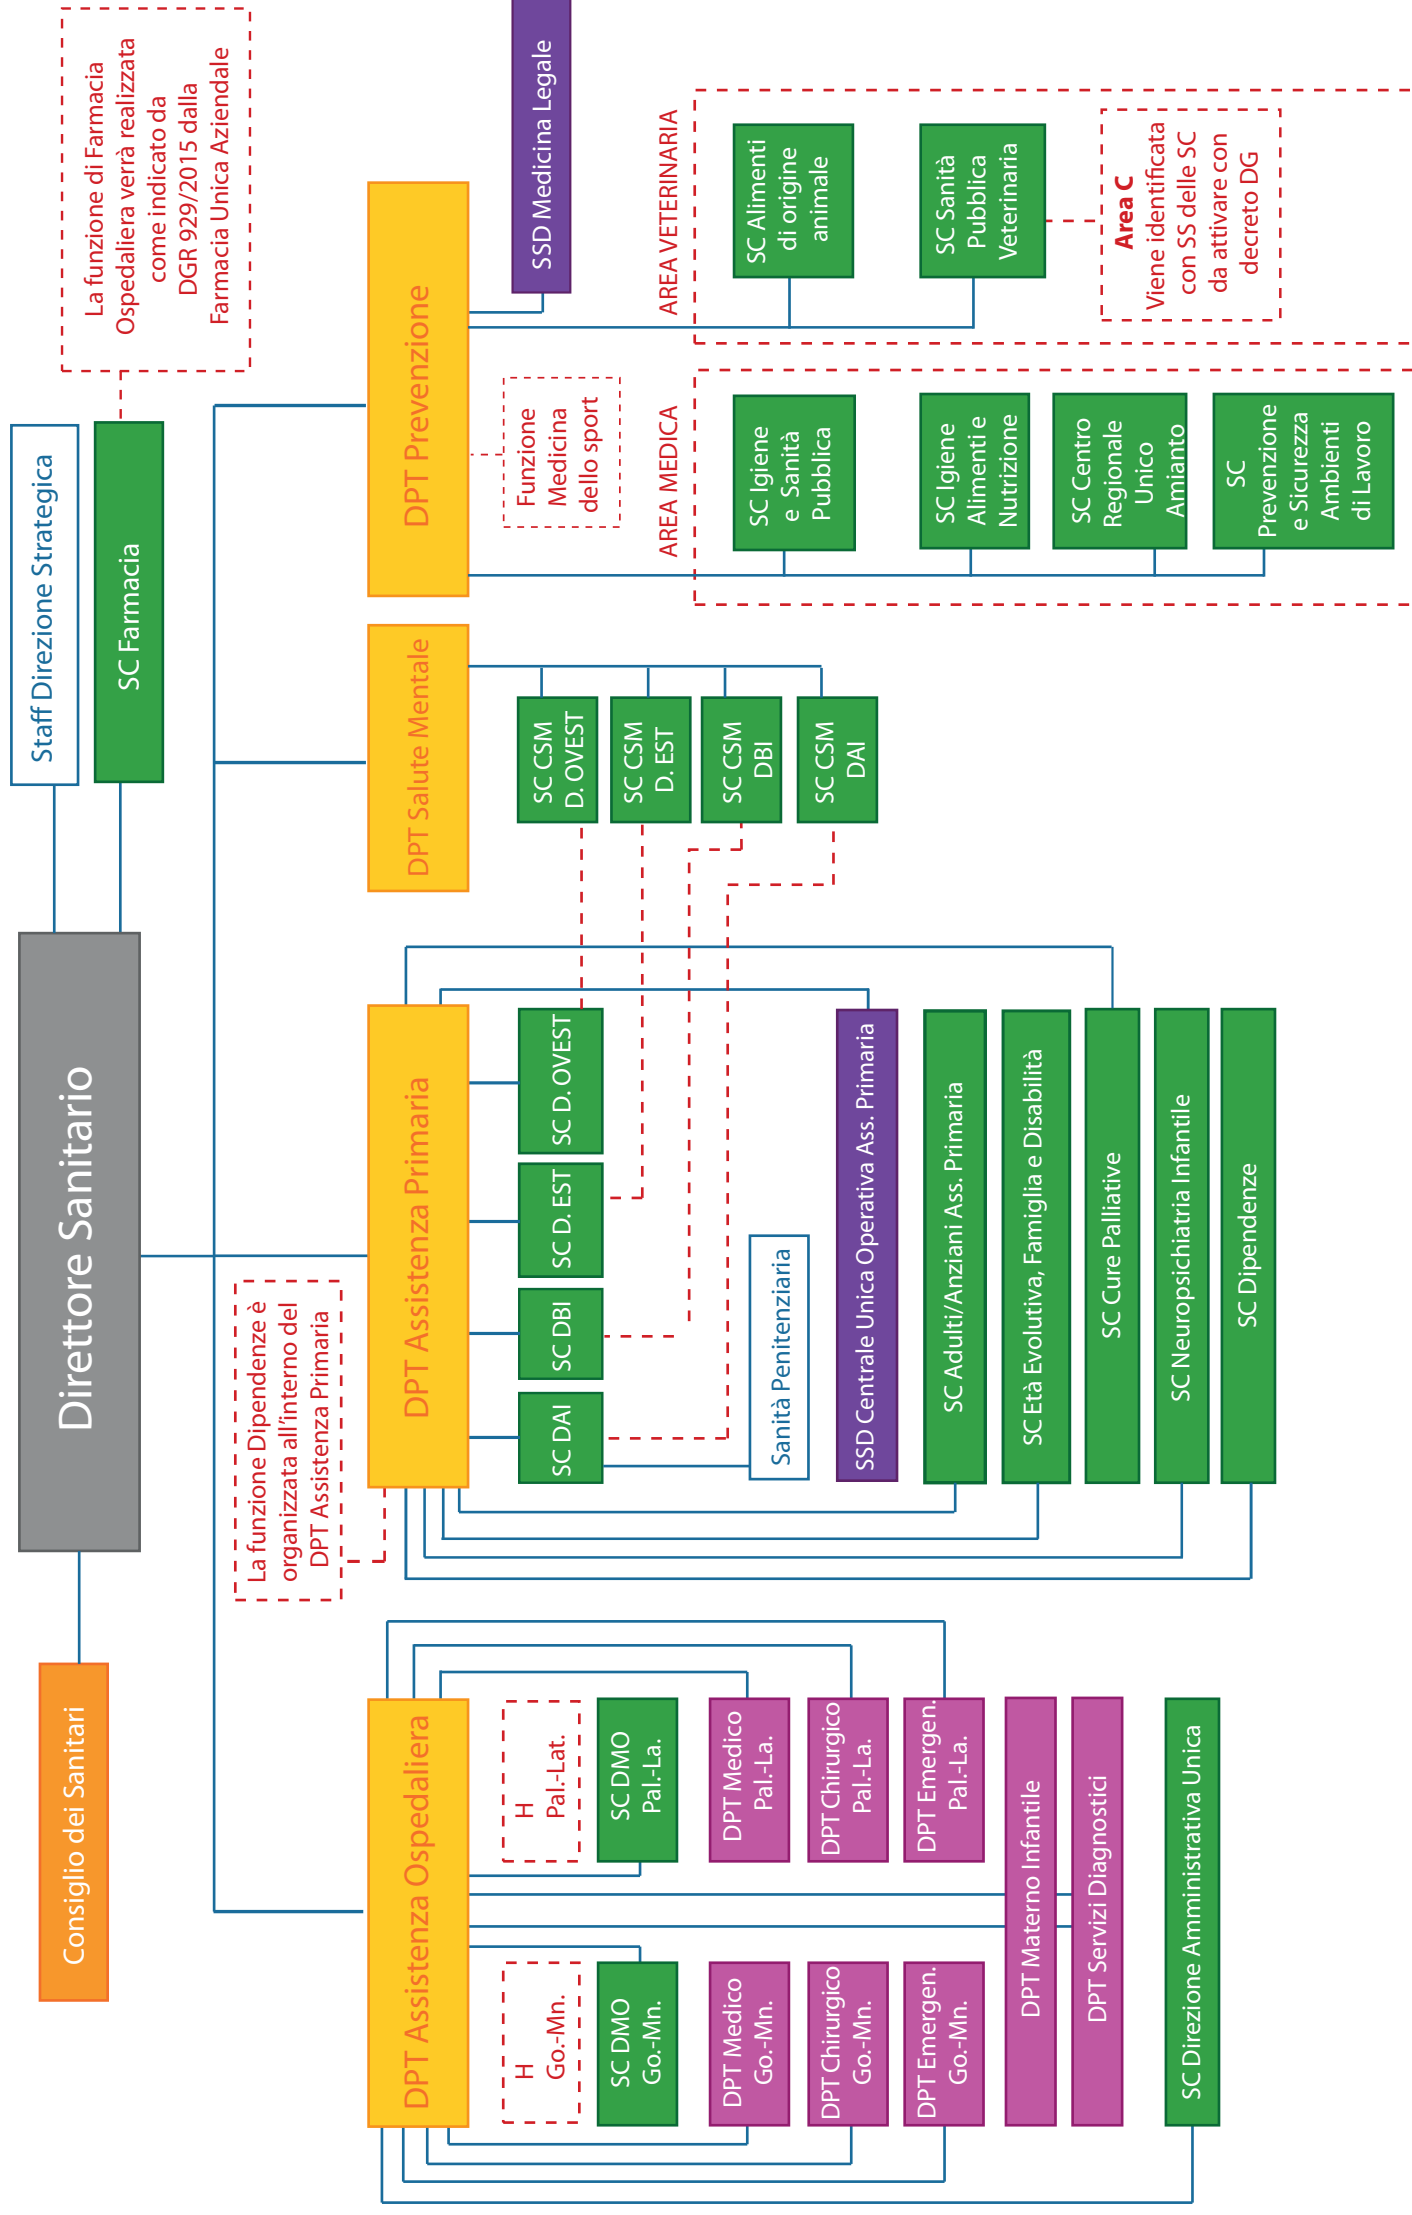 Consiglio dei Sanitari
Direttore Sanitario
Staff Direzione Strategica
SC Farmacia
La funzione di Farmacia
Ospedaliera verrà realizzata
come indicato da
DGR 929/2015 dalla
Farmacia Unica Aziendale
La funzione Dipendenze è
organizzata all’interno del
DPT Assistenza Primaria
DPT Assistenza Ospedaliera
H
Go.-Mn.
H
Pal.-Lat.
SC DMO
Go.-Mn.
SC DMO
Pal.-La.
DPT Medico
Go.-Mn.
DPT Medico
Pal.-La.
DPT Chirurgico
Go.-Mn.
DPT Chirurgico
Pal.-La.
DPT Emergen.
Go.-Mn.
DPT Emergen.
Pal.-La.
DPT Materno Infantile
DPT Servizi Diagnostici
SC Direzione Amministrativa Unica
DPT Assistenza Primaria
SC DAI
SC DBI
SC D. EST
SC D. OVEST
Sanità Penitenziaria
SSD Centrale Unica Operativa Ass. Primaria
SC Adulti/Anziani Ass. Primaria
SC Età Evolutiva, Famiglia e Disabilità
SC Cure Palliative
SC Neuropsichiatria Infantile
SC Dipendenze
DPT Salute Mentale
SC CSM
D. OVEST
SC CSM
D. EST
SC CSM
DBI
SC CSM
DAI
DPT Prevenzione
Funzione
Medicina
dello sport
SSD Medicina Legale
AREA MEDICA
SC Igiene
e Sanità
Pubblica
SC Igiene
Alimenti e
Nutrizione
SC Centro
Regionale
Unico
Amianto
SC
Prevenzione
e Sicurezza
Ambienti
di Lavoro
AREA VETERINARIA
SC Alimenti
di origine
animale
SC Sanità
Pubblica
Veterinaria
Area C
Viene identificata
con SS delle SC
da attivare con
decreto DG